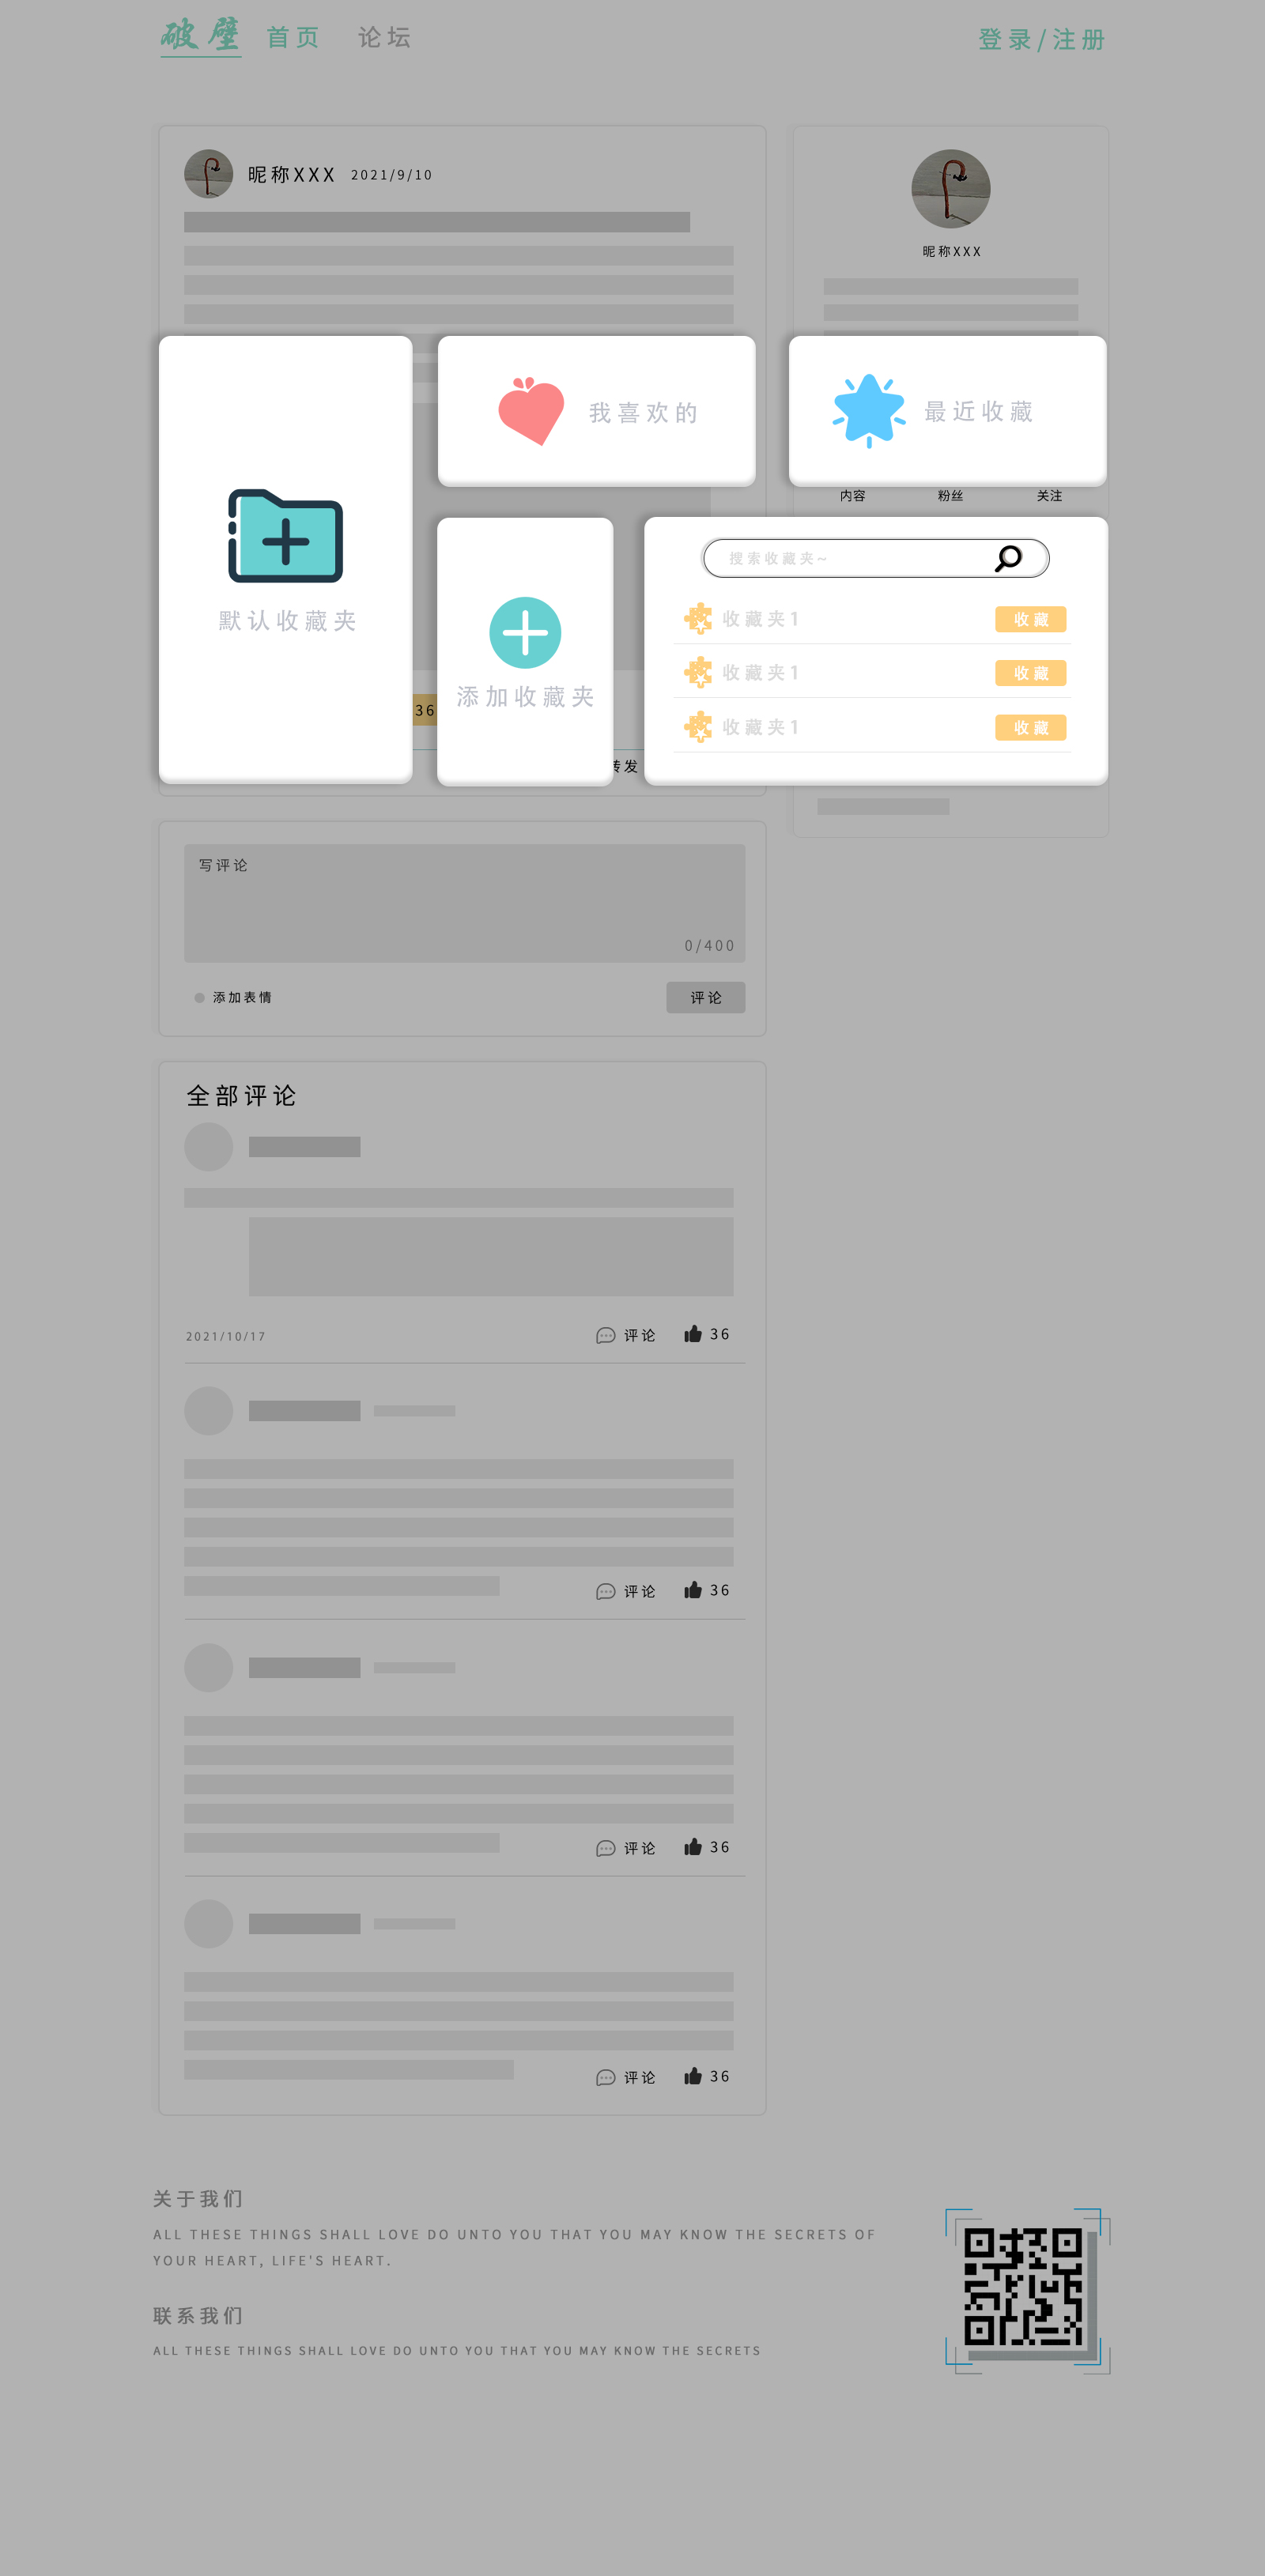 破壁 首页 论坛 登录/注册
昵称XXX 2021/9/10
昵称XXX
我喜欢的
最近收藏
内容 粉丝 关注
默认收藏夹
添加收藏夹
搜索收藏夹~
收藏夹1 收藏
收藏夹1 收藏
收藏夹1 收藏
36
转发
写评论
0/400
添加表情 评论
全部评论
2021/10/17 评论 36
评论 36
评论 36
评论 36
关于我们
ALL THESE THINGS SHALL LOVE DO UNTO YOU THAT YOU MAY KNOW THE SECRETS OF
YOUR HEART, LIFE'S HEART.
联系我们
ALL THESE THINGS SHALL LOVE DO UNTO YOU THAT YOU MAY KNOW THE SECRETS